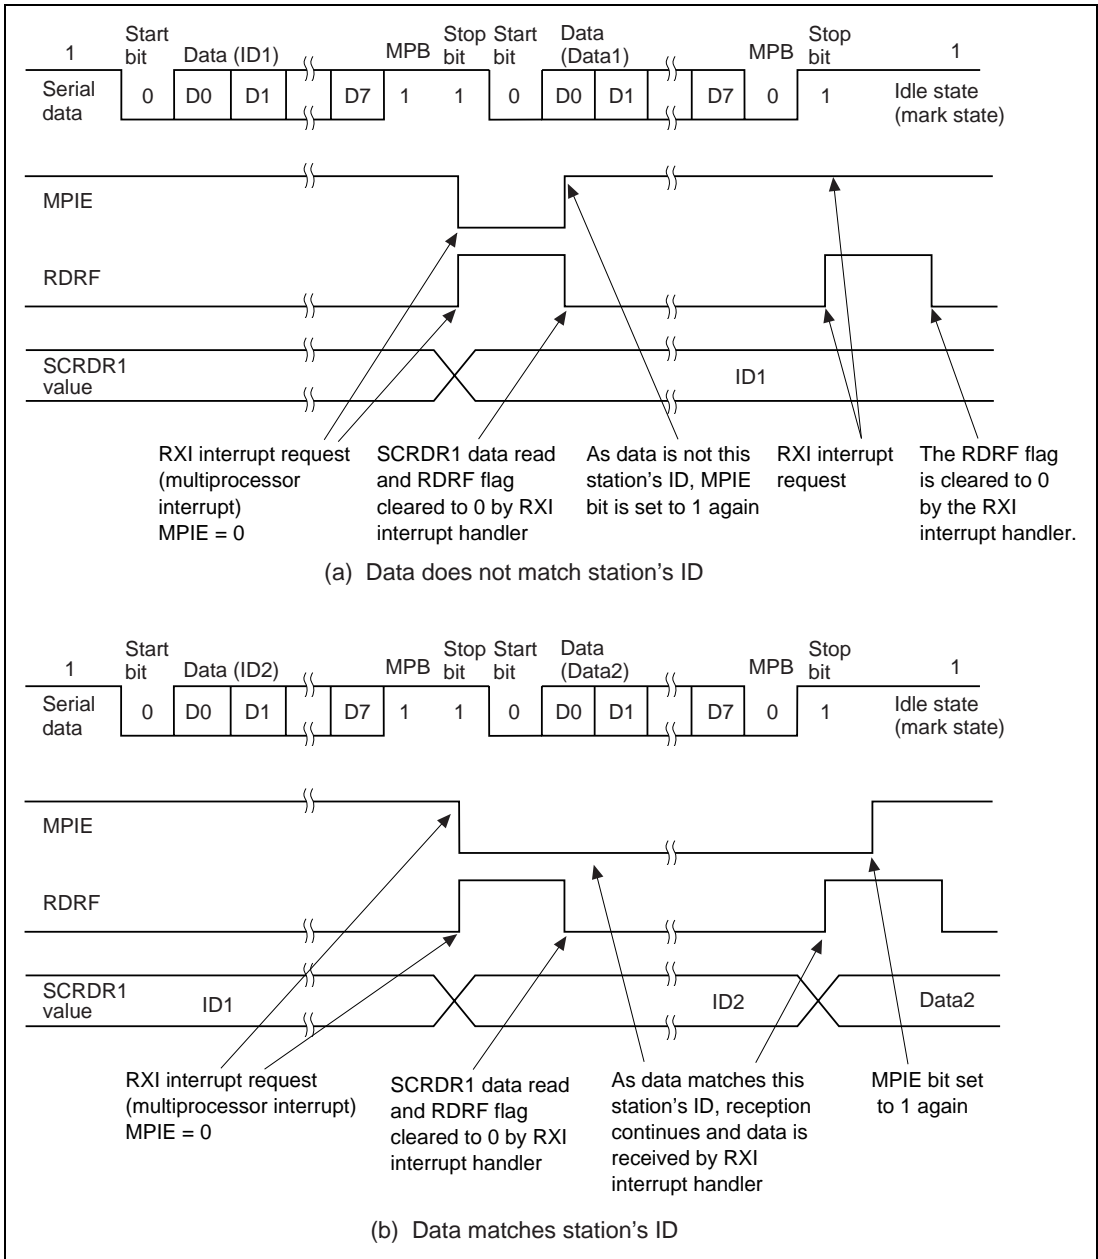 1 Start bit Data (ID1) MPB Stop bit Start bit Data (Data1) MPB Stop bit 1
Serial data 0 D0 D1 D7 1 1 0 D0 D1 D7 0 1 Idle state (mark state)
MPIE
RDRF
SCRDR1 value ID1
RXI interrupt request
(multiprocessor
interrupt)
MPIE = 0
SCRDR1 data read
and RDRF flag
cleared to 0 by RXI
interrupt handler
As data is not this
station's ID, MPIE
bit is set to 1 again
RXI interrupt
request
The RDRF flag
is cleared to 0
by the RXI
interrupt handler.
(a) Data does not match station's ID
1 Start bit Data (ID2) MPB Stop bit Start bit Data (Data2) MPB Stop bit 1
Serial data 0 D0 D1 D7 1 1 0 D0 D1 D7 0 1 Idle state (mark state)
MPIE
RDRF
SCRDR1 value ID1 ID2 Data2
RXI interrupt request
(multiprocessor interrupt)
MPIE = 0
SCRDR1 data read
and RDRF flag
cleared to 0 by RXI
interrupt handler
As data matches this
station's ID, reception
continues and data is
received by RXI
interrupt handler
MPIE bit set
to 1 again
(b) Data matches station's ID